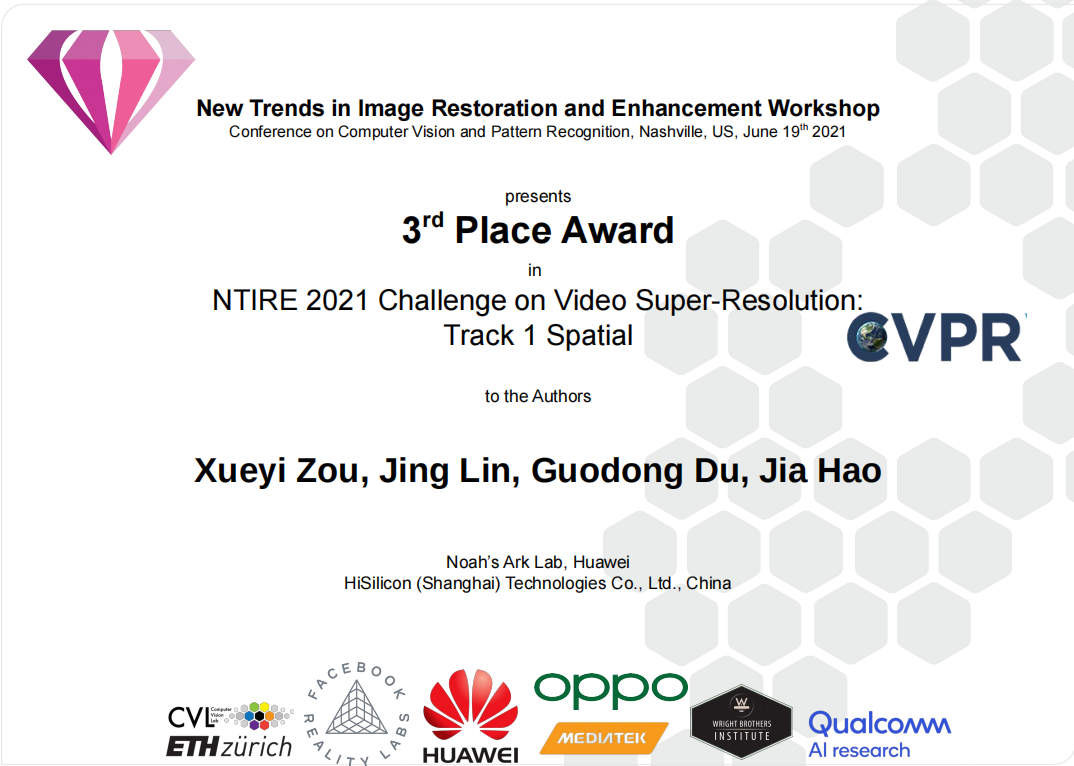 New Trends in Image Restoration and Enhancement Workshop
Conference on Computer Vision and Pattern Recognition, Nashville, US, June 19th 2021
presents
3rd Place Award
in
NTIRE 2021 Challenge on Video Super-Resolution:
Track 1 Spatial
CVPR
to the Authors
Xueyi Zou, Jing Lin, Guodong Du, Jia Hao
Noah's Ark Lab, Huawei
HiSilicon (Shanghai) Technologies Co., Ltd., China
CVL Computer Vision Lab
ETH zürich
FACEBOOK REALITY LABS
HUAWEI
oppo
MEDIATEK
W
WRIGHT BROTHERS
INSTITUTE
Qualcomm
AI research